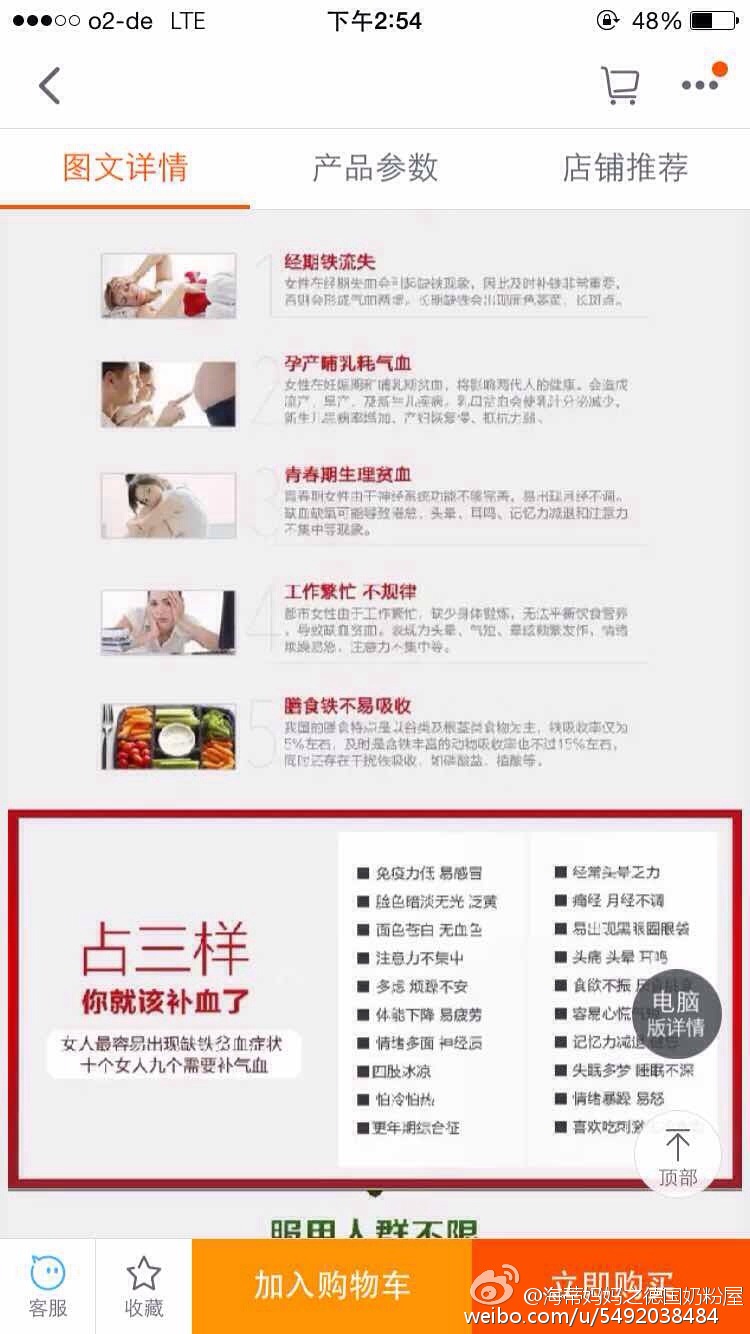 o2-de LTE 下午2:54 48%
图文详情 产品参数 店铺推荐
1
经期铁流失
女性在经期失血会引起缺铁现象，因此及时补铁非常重要，
否则会形成气血两虚。长期缺铁会出现面色萎黄、长斑点。
2
孕产哺乳耗气血
女性在妊娠期和哺乳期贫血，将影响两代人的健康。会造成
流产、早产、及新生儿疾病。乳母贫血会使乳汁分泌减少，
新生儿患病率增加、产妇恢复慢、抵抗力弱、
3
青春期生理贫血
青春期女性由于神经系统功能不够完善，易出现月经不调。
缺血缺氧可能导致倦怠、头晕、耳鸣、记忆力减退和注意力
不集中等现象。
4
工作繁忙 不规律
都市女性由于工作繁忙，缺少身体锻炼，无法平衡饮食营养
，导致缺血贫血。表现为头晕、气短、晕眩频繁发作，情绪
注意力不集中等。
5
膳食铁不易吸收
我国的膳食特点是以谷类及根茎类食物为主，铁吸收率仅为
5%左右，及时是含铁丰富的动物吸收率也不过15%左右，
同时还存在干扰铁吸收，如磷酸盐、植酸等。
占三样
你就该补血了
女人最容易出现缺铁贫血症状
十个女人九个需要补气血
■ 免疫力低 易感冒
■ 脸色暗淡无光 泛黄
■ 面色苍白 无血色
■ 注意力不集中
■ 多虑 烦躁不安
■ 体能下降 易疲劳
■ 情绪多面 神经质
■ 四肢冰凉
■ 怕冷怕热
■ 更年期综合征
■ 经常头晕乏力
■ 痛经 月经不调
■ 易出现黑眼圈眼袋
■ 头痛 头晕 耳鸣
■ 食欲不振
■ 容易心慌
■ 记忆力减退
■ 失眠多梦 睡眠不深
■ 情绪暴躁 易怒
■ 喜欢吃刺激
电脑
版详情
顶部
服用人群不限
客服 收藏 加入购物车 立即购买
@海蒂妈妈之德国奶粉屋
weibo.com/u/5492038484